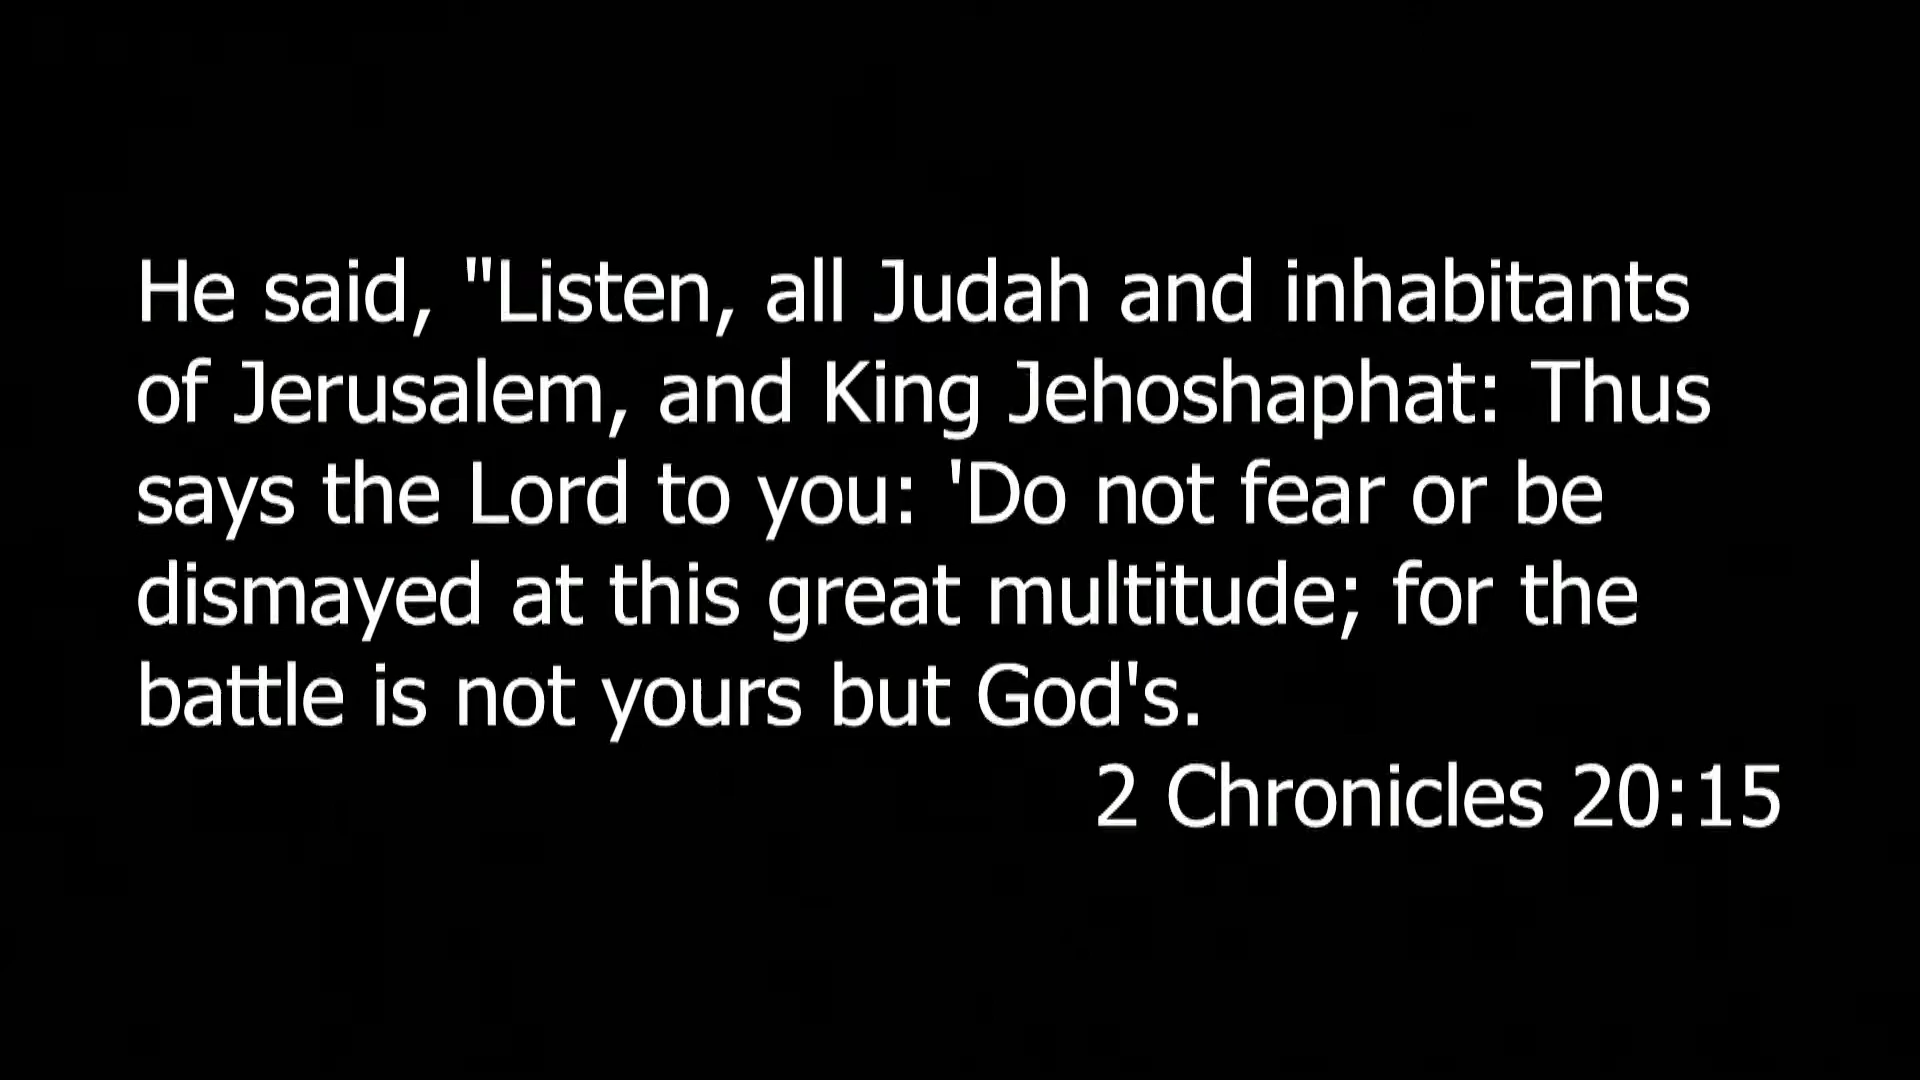 He said, "Listen, all Judah and inhabitants
of Jerusalem, and King Jehoshaphat: Thus
says the Lord to you: 'Do not fear or be
dismayed at this great multitude; for the
battle is not yours but God's.
2 Chronicles 20:15